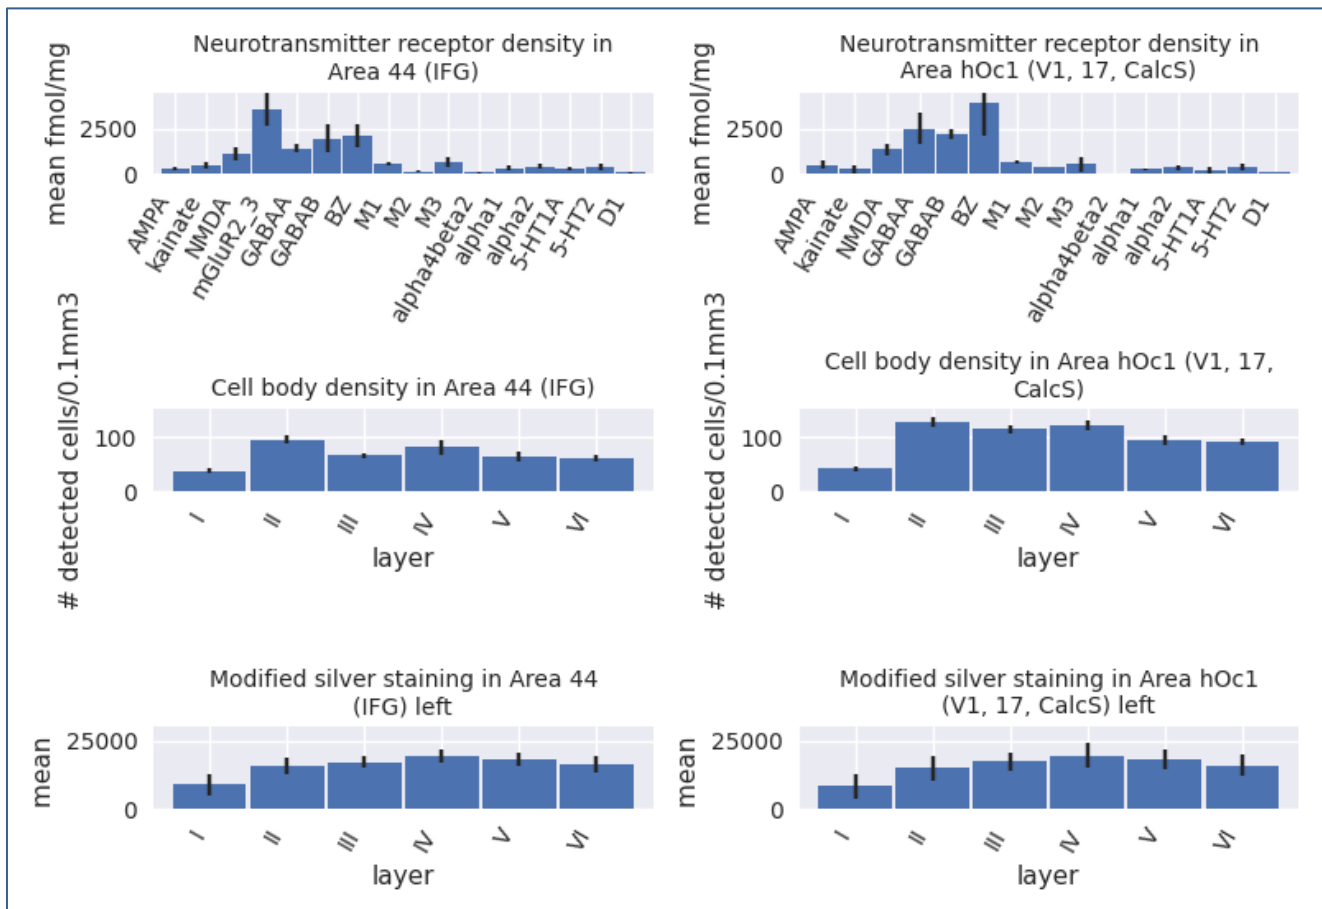 Neurotransmitter receptor density in
Area 44 (IFG)
mean fmol/mg
2500
0
AMPA
kainate
NMDA
mGluR2_3
GABAA
GABAB
BZ
M1
M2
M3
alpha4beta2
alpha1
alpha2
5-HT1A
5-HT2
D1
Neurotransmitter receptor density in
Area hOc1 (V1, 17, CalcS)
mean fmol/mg
2500
0
AMPA
kainate
NMDA
GABAA
GABAB
BZ
M1
M2
M3
alpha4beta2
alpha1
alpha2
5-HT1A
5-HT2
D1
Cell body density in Area 44 (IFG)
# detected cells/0.1mm3
100
0
I
II
III
IV
V
VI
layer
Cell body density in Area hOc1 (V1, 17,
CalcS)
# detected cells/0.1mm3
100
0
I
II
III
IV
V
VI
layer
Modified silver staining in Area 44
(IFG) left
mean
25000
0
I
II
III
IV
V
VI
layer
Modified silver staining in Area hOc1
(V1, 17, CalcS) left
mean
25000
0
I
II
III
IV
V
VI
layer